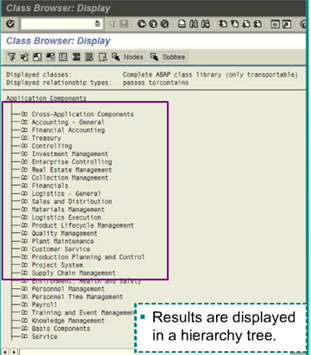 Class Browser: Display
Class Browser: Display
Nodes
Subtree
Displayed classes: Complete ABAP class library (only transportable)
Displayed relationship types: passes to/contains
Application Components
Cross-Application Components
Accounting - General
Financial Accounting
Treasury
Controlling
Investment Management
Enterprise Controlling
Real Estate Management
Collection Management
Financials
Logistics - General
Sales and Distribution
Materials Management
Logistics Execution
Product Lifecycle Management
Quality Management
Plant Maintenance
Customer Service
Production Planning and Control
Project System
Supply Chain Management
Environment, Health and Safety
Personnel Management
Personnel Time Management
Payroll
Training and Event Management
Knowledge Management
Basis Components
Service
▪ Results are displayed
in a hierarchy tree.